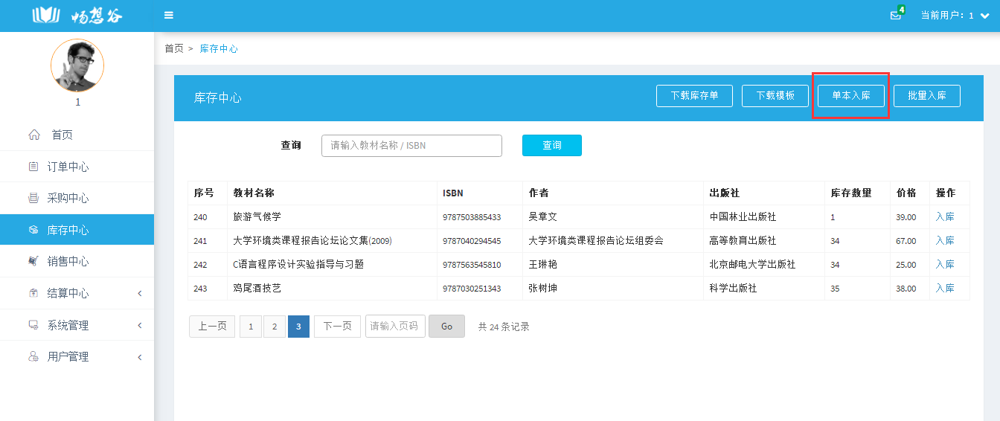 畅想谷
4
当前用户：1
1
首页
订单中心
采购中心
库存中心
销售中心
结算中心
系统管理
用户管理
首页 > 库存中心
库存中心 下载库存单 下载模板 单本入库 批量入库
查询 请输入教材名称 / ISBN 查询
序号 教材名称 ISBN 作者 出版社 库存数量 价格 操作
240 旅游气候学 9787503885433 吴章文 中国林业出版社 1 39.00 入库
241 大学环境类课程报告论坛论文集(2009) 9787040294545 大学环境类课程报告论坛组委会 高等教育出版社 34 67.00 入库
242 C语言程序设计实验指导与习题 9787563545810 王琳艳 北京邮电大学出版社 34 25.00 入库
243 鸡尾酒技艺 9787030251343 张树坤 科学出版社 35 38.00 入库
上一页 1 2 3 下一页 请输入页码 Go 共 24 条记录